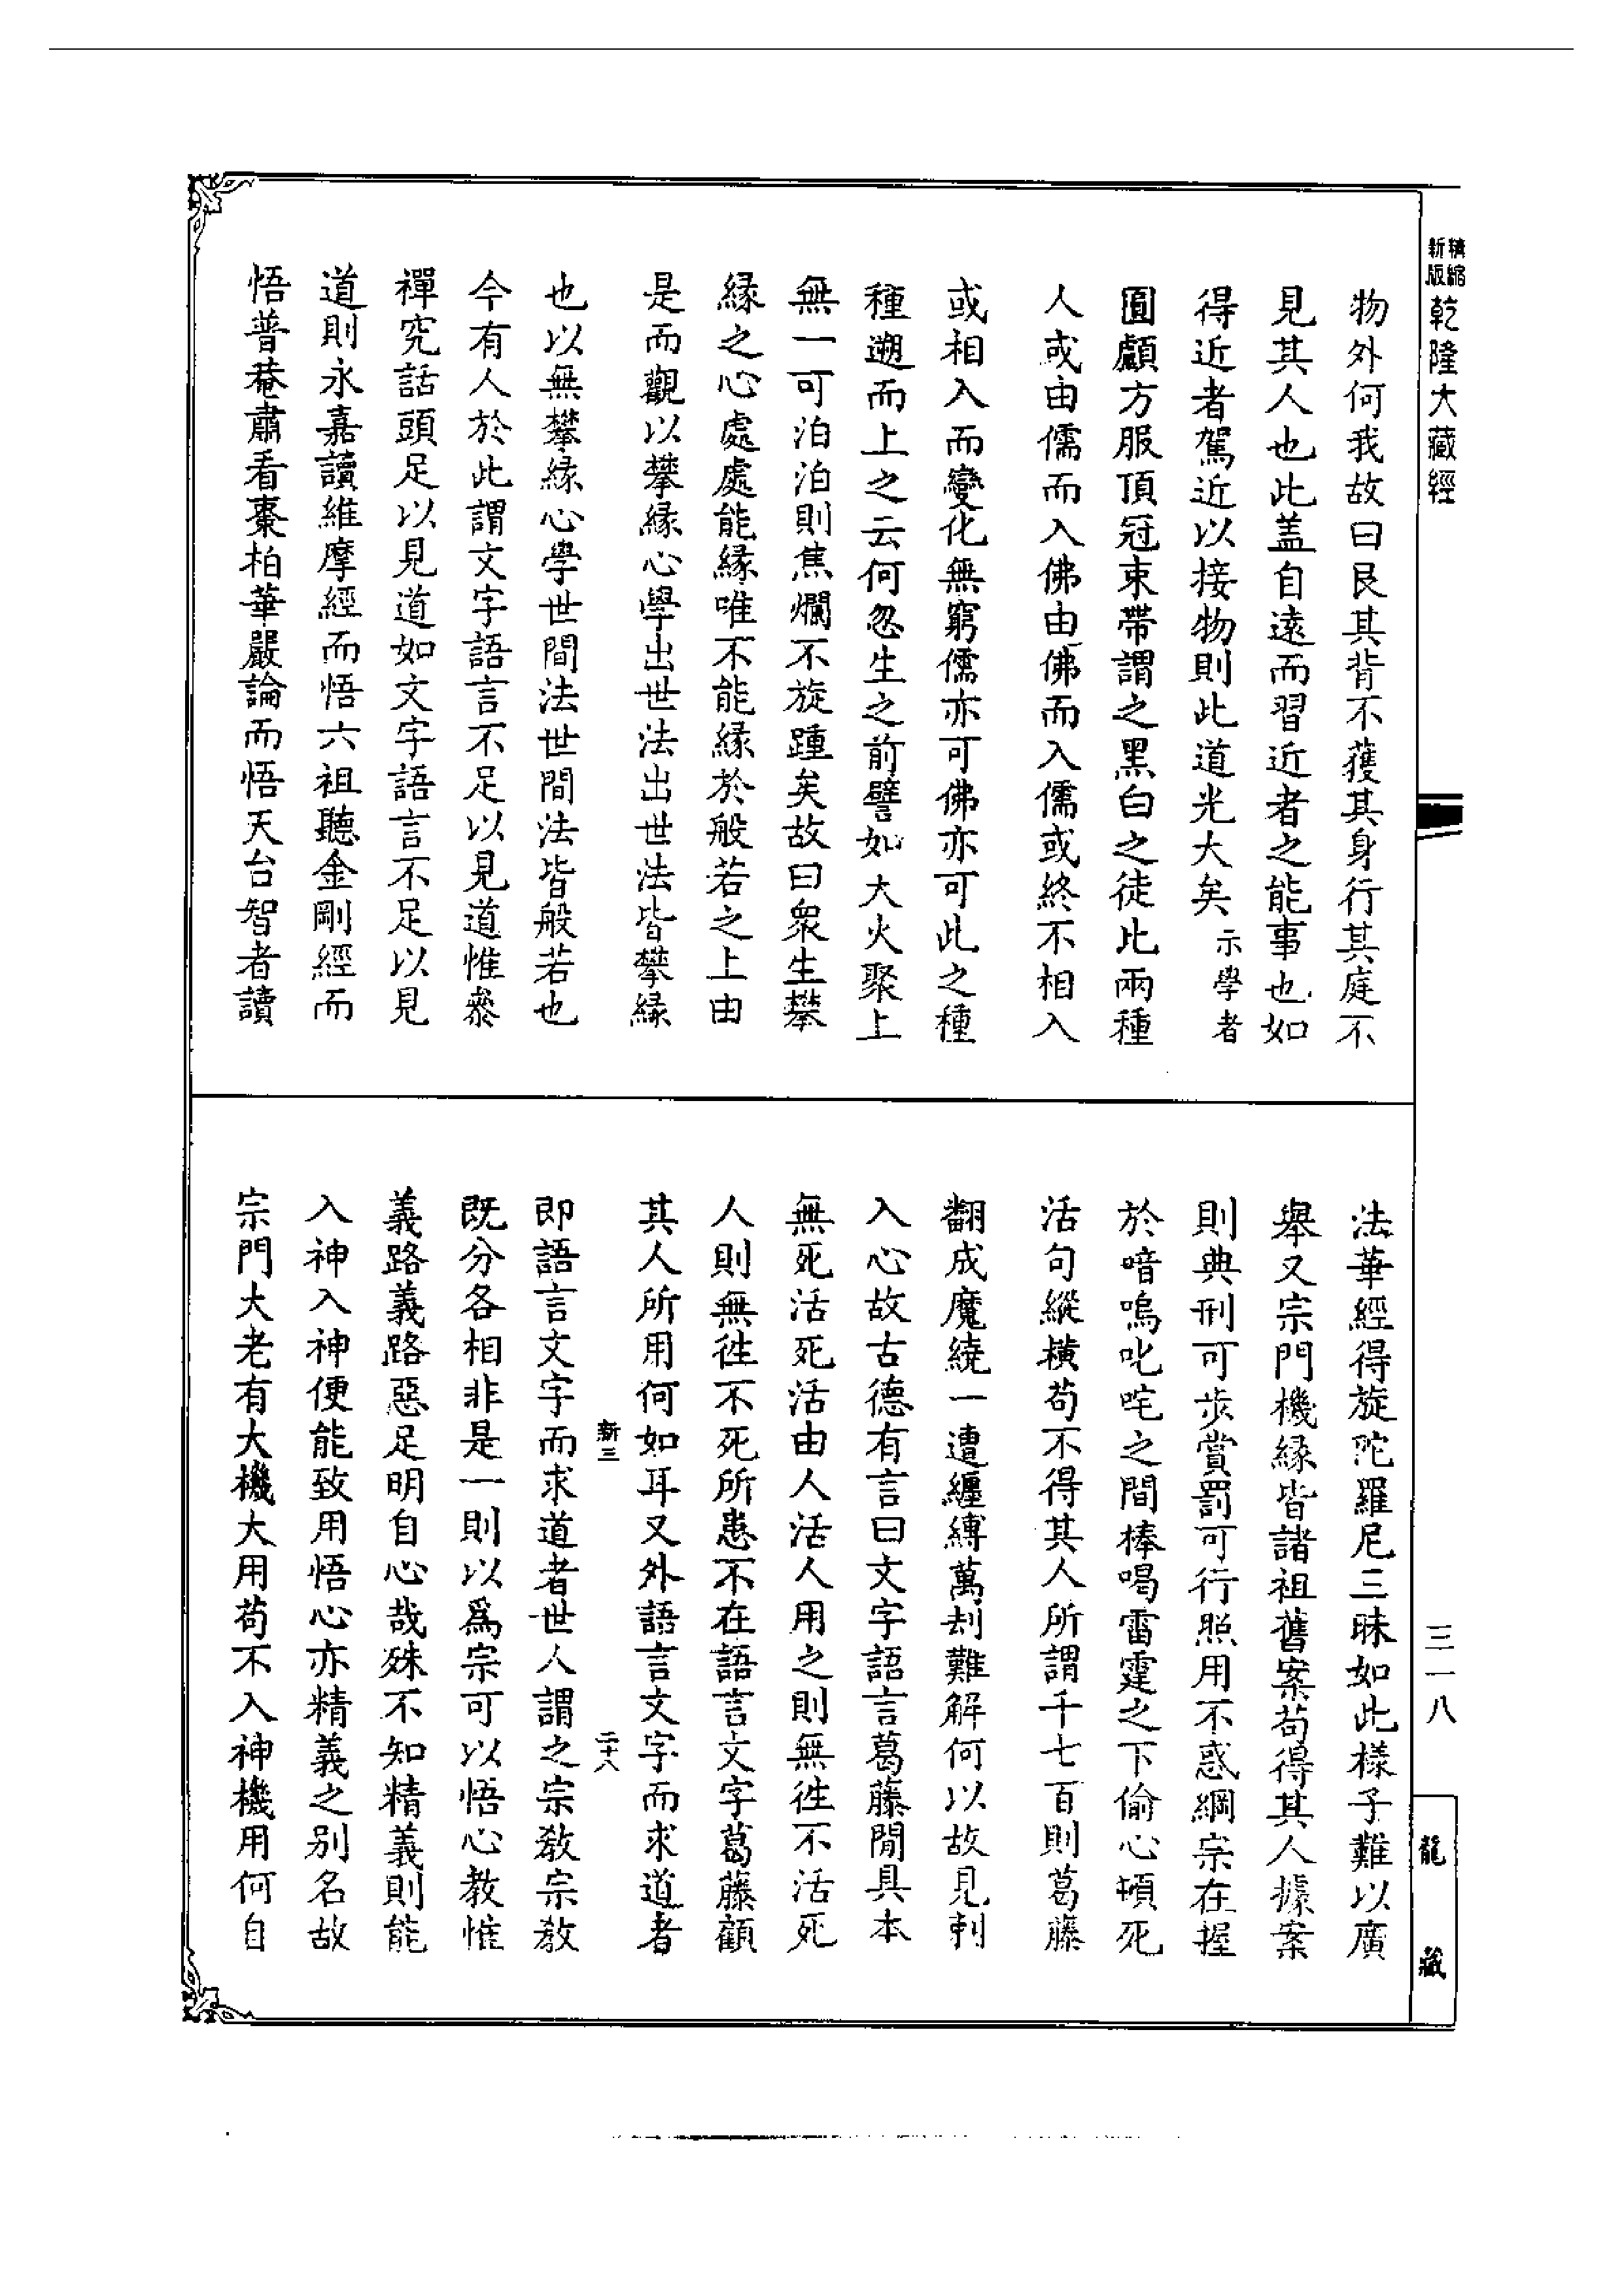 精縮新版乾隆大藏經
物外何我故曰艮其背不獲其身行其庭不
見其人也此盖自遠而習近者之能事也如
得近者駕近以接物則此道光大矣示學者
圓顱方服頂冠束帶謂之黑白之徒比兩種
人或由儒而入佛由佛而入儒或終不相入
或相入而變化無窮儒亦可佛亦可此之種
種遡而上之云何忽生之前譬如大火聚上
無一可泊泊則焦爛不旋踵矣故曰衆生攀
緣之心處處能緣唯不能緣於般若之上由
是而觀以攀緣心學出世法出世法皆攀緣
也以無攀緣心學世間法世間法皆般若也
今有人於此謂文字語言不足以見道惟叅
禪究話頭足以見道如文字語言不足以見
道則永嘉讀維摩經而悟六祖聽金剛經而
悟普菴肅看棗柏華嚴論而悟天台智者讀
法華經得旋陀羅尼三昧如此樣子難以廣
舉又宗門機緣皆諸祖舊案苟得其人據案
則典刑可步賞罰可行照用不惑綱宗在握
於喑嗚叱咤之間棒喝雷霆之下偷心頓死
活句縱橫苟不得其人所謂千七百則葛藤
翻成魔繞一遭纏縛萬刦難解何以故見刺
入心故古德有言曰文字語言葛藤閒具本
無死活死活由人活人用之則無徃不活死
人則無徃不死所患不在語言文字葛藤顧
其人所用何如耳又外語言文字而求道者
新三
二十八
即語言文字而求道者世人謂之宗教宗教
既分各相非是一則以爲宗可以悟心教惟
義路義路惡足明自心哉殊不知精義則能
入神入神便能致用悟心亦精義之別名故
宗門大老有大機大用苟不入神機用何自
三一八
龍藏